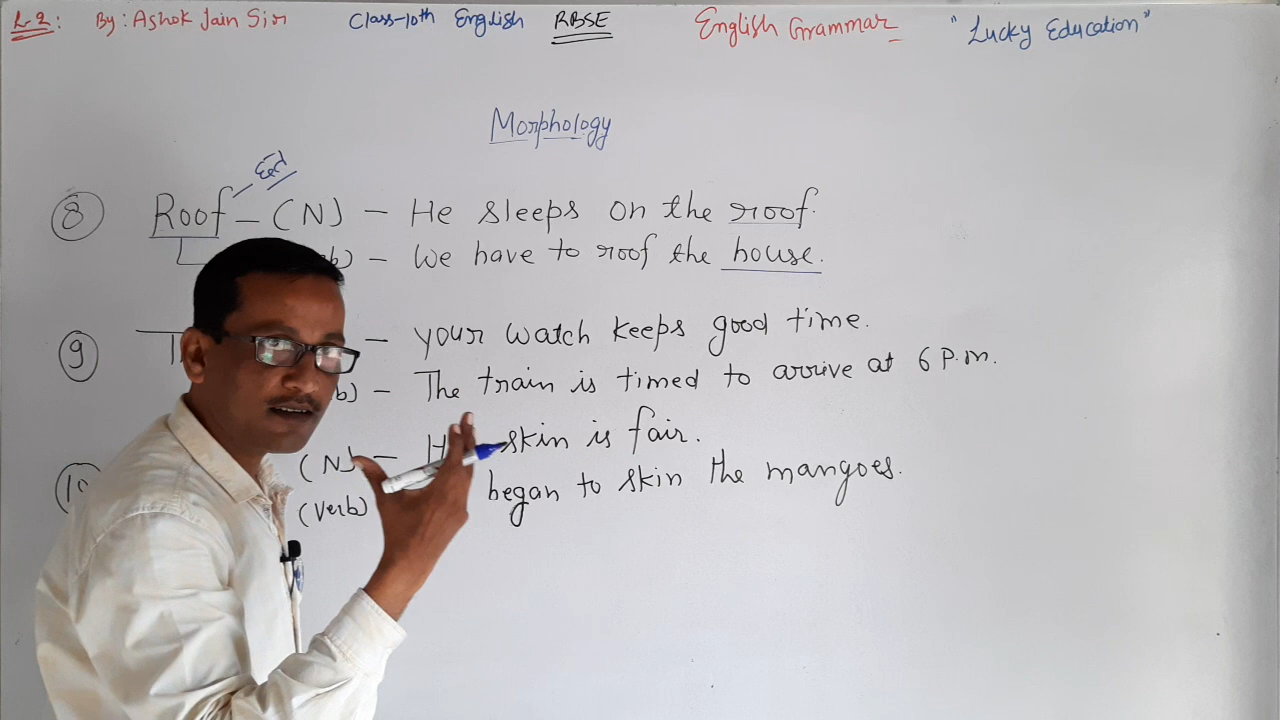 L2: By: Ashok Jain Sir Class-10th English RBSE English Grammar "Lucky Education"
Morphology
8 Roof - (N) - He sleeps on the roof.
b) - We have to roof the house.
9 - Your watch keeps good time.
b) - The train is timed to arrive at 6 P.m.
10 (N) - skin is fair.
(Verb) began to skin the mangoes.